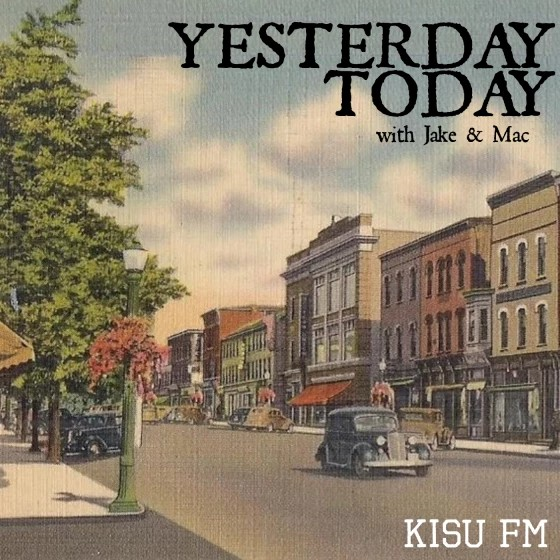 YESTERDAY
TODAY
with Jake & Mac
KISU FM